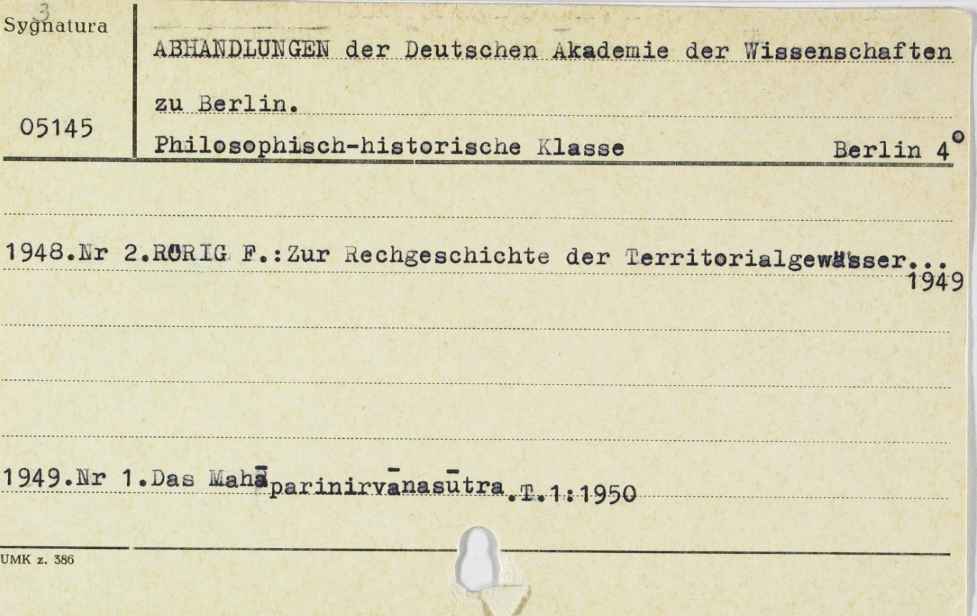 3
Sygnatura
ABHANDLUNGEN der Deutschen Akademie der Wissenschaften
zu Berlin.
05145
Philosophisch-historische Klasse Berlin 4°
1948.Nr 2.RÖRIG F.:Zur Rechgeschichte der Territorialgewässer...
1949
1949.Nr 1.Das Mahāparinirvānasūtra.T.1:1950
UMK z. 386